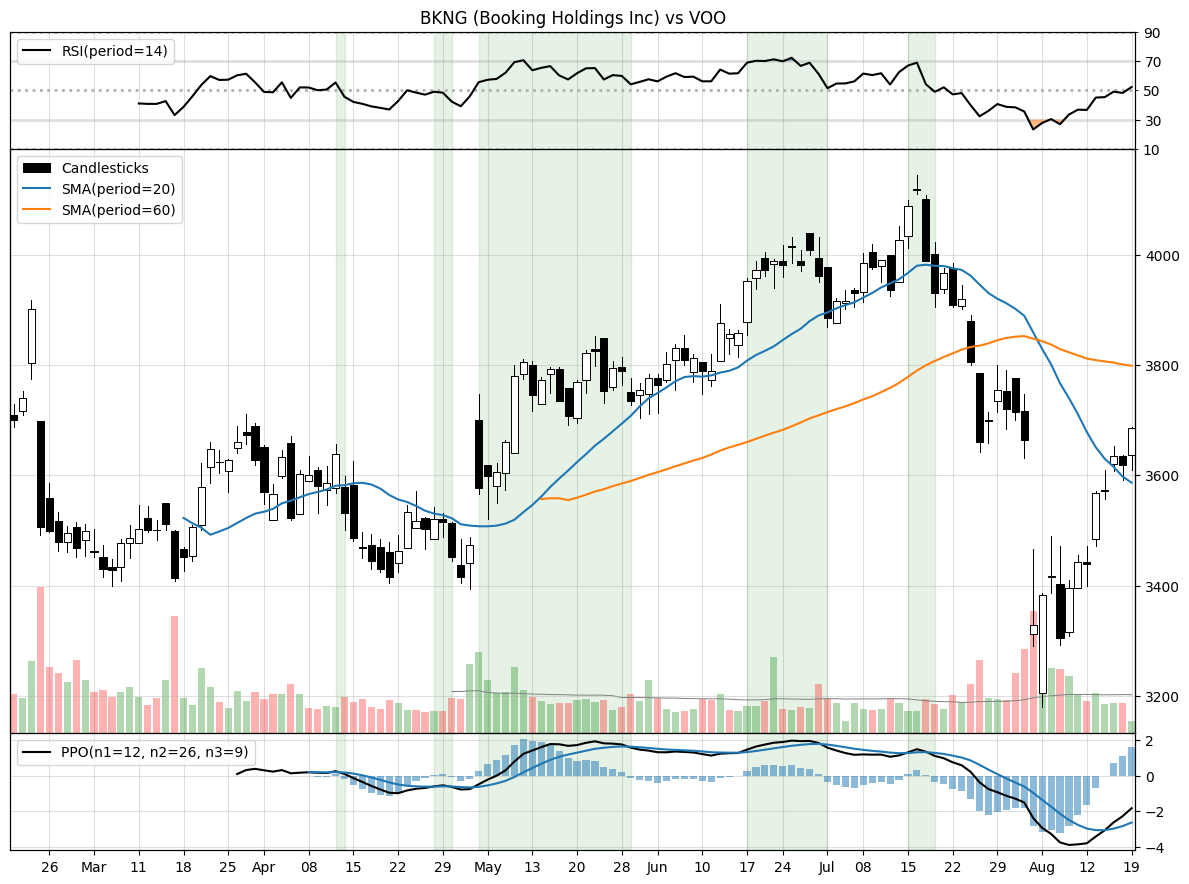 BKNG (Booking Holdings Inc) vs VOO
RSI(period=14)
90
70
50
30
10
Candlesticks
SMA(period=20)
SMA(period=60)
4000
3800
3600
3400
3200
PPO(n1=12, n2=26, n3=9)
2
0
−2
−4
26 Mar 11 18 25 Apr 08 15 22 May 13 20 28 Jun 10 17 24 Jul 08 15 22 29 Aug 12 19